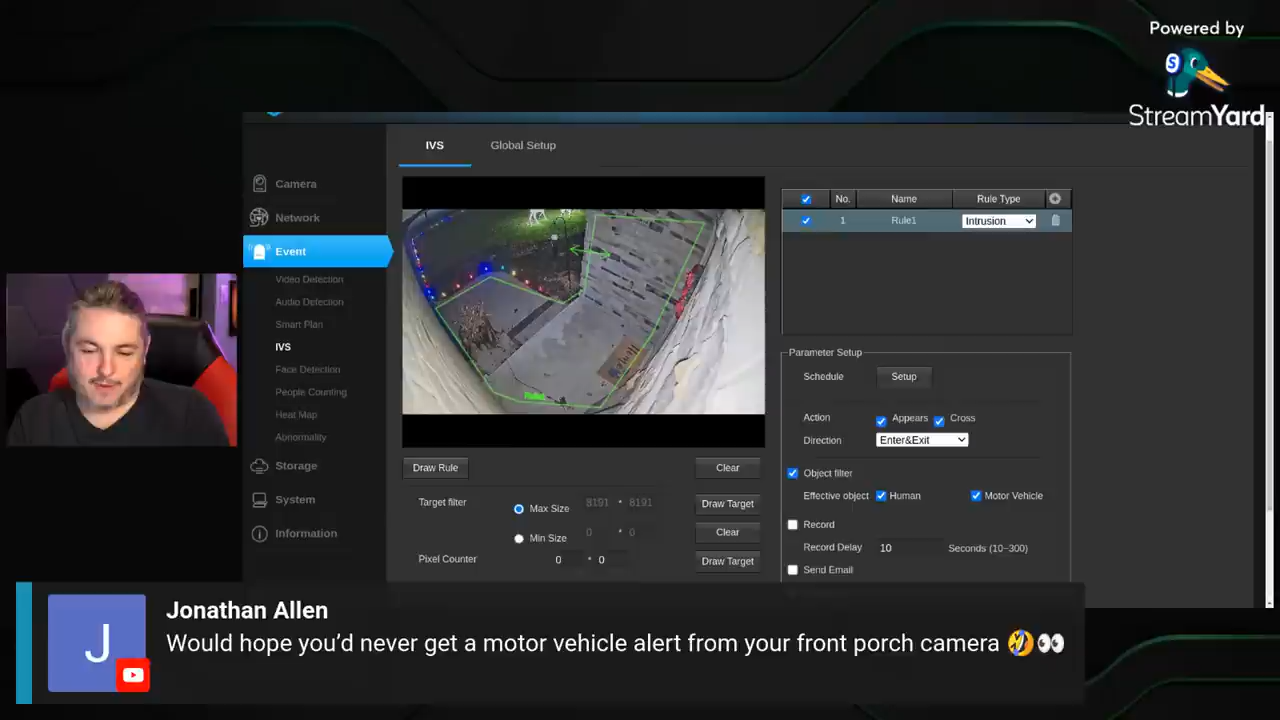 Powered by
StreamYard
IVS
Global Setup
Camera
Network
Event
Video Detection
Audio Detection
Smart Plan
IVS
Face Detection
People Counting
Heat Map
Abnormality
Storage
System
Information
No. Name Rule Type
1 Rule1 Intrusion
Draw Rule
Clear
Target filter
Max Size 8191 * 8191
Draw Target
Min Size 0 * 0
Clear
Pixel Counter 0 * 0
Draw Target
Parameter Setup
Schedule Setup
Action Appears Cross
Direction Enter&Exit
Object filter
Effective object Human Motor Vehicle
Record
Record Delay 10 Seconds (10~300)
Send Email
J
Jonathan Allen
Would hope you’d never get a motor vehicle alert from your front porch camera 🤣👀